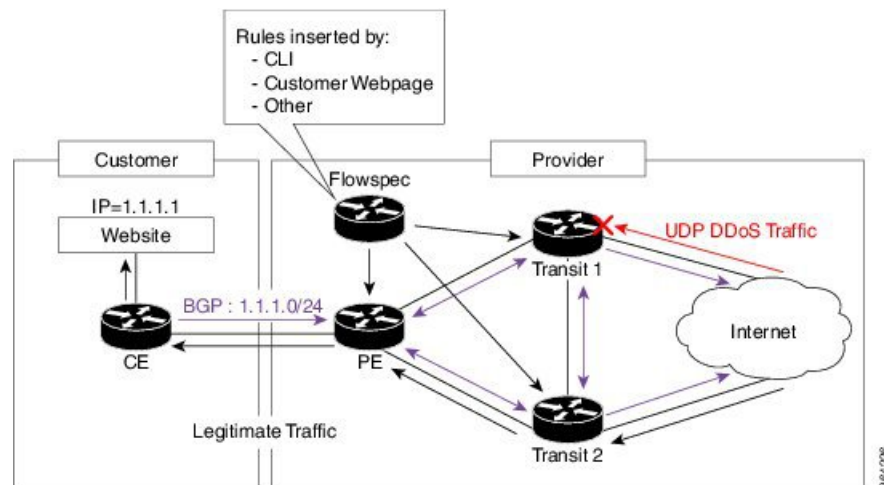 Rules inserted by:
- CLI
- Customer Webpage
- Other
Customer
Provider
Flowspec
IP=1.1.1.1
Website
UDP DDoS Traffic
Transit 1
BGP : 1.1.1.0/24
Internet
CE
PE
Legitimate Traffic
Transit 2